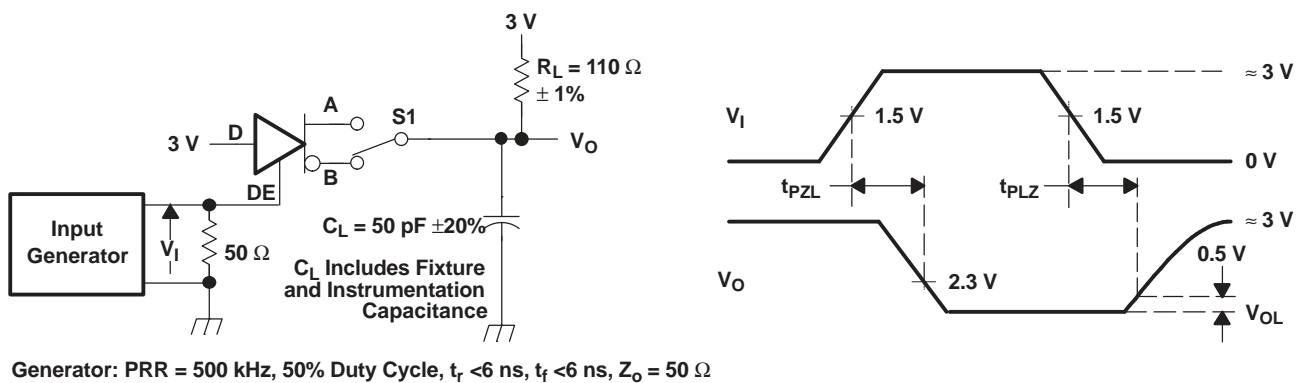 3 V
R_L = 110 Ω
± 1%
A
S1
3 V
D
V_O
B
DE
Input
Generator
V_I
50 Ω
C_L = 50 pF ±20%
C_L Includes Fixture
and Instrumentation
Capacitance
≈ 3 V
V_I
1.5 V
1.5 V
0 V
t_PZL
t_PLZ
≈ 3 V
0.5 V
V_O
2.3 V
V_OL
Generator: PRR = 500 kHz, 50% Duty Cycle, t_r <6 ns, t_f <6 ns, Z_o = 50 Ω